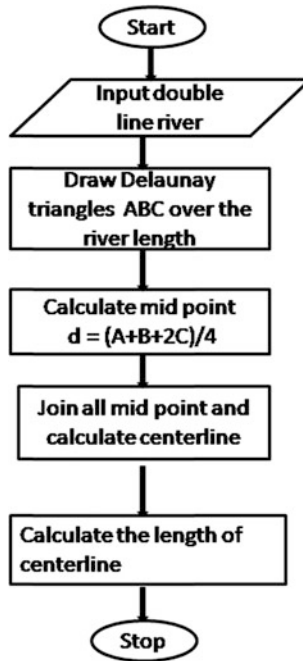 Start
Input double
line river
Draw Delaunay
triangles ABC over the
river length
Calculate mid point
d = (A+B+2C)/4
Join all mid point and
calculate centerline
Calculate the length of
centerline
Stop